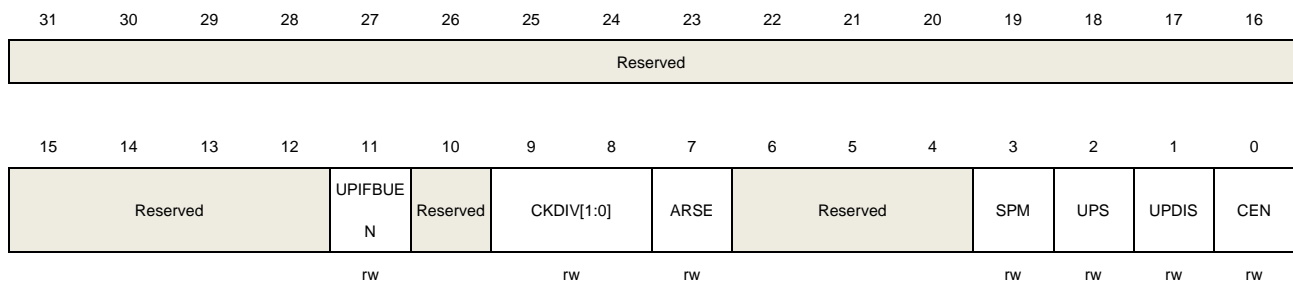 31 30 29 28 27 26 25 24 23 22 21 20 19 18 17 16
Reserved
15 14 13 12 11 10 9 8 7 6 5 4 3 2 1 0
Reserved UPIFBUE
N Reserved CKDIV[1:0] ARSE Reserved SPM UPS UPDIS CEN
rw rw rw rw rw rw rw